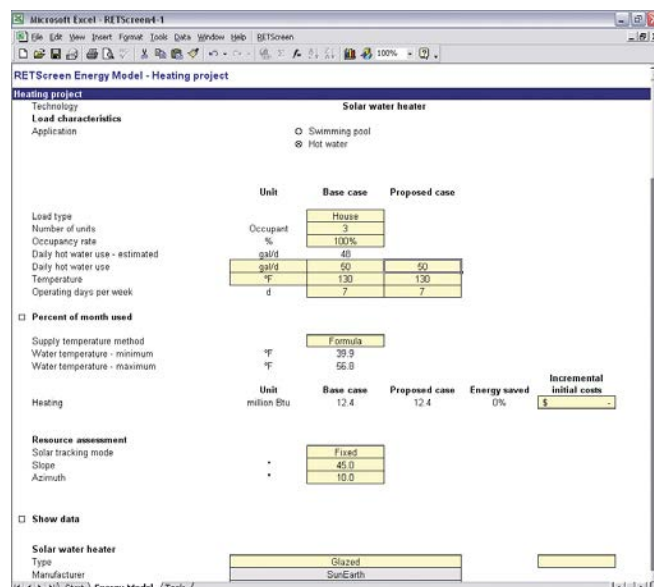 Microsoft Excel - RETScreen4-1
File Edit View Insert Format Tools Data Window Help RETScreen
100%
RETScreen Energy Model - Heating project
Heating project
Technology Solar water heater
Load characteristics
Application Swimming pool
Hot water
Unit Base case Proposed case
Load type House
Number of units Occupant 3
Occupancy rate % 100%
Daily hot water use - estimated gal/d 48
Daily hot water use gal/d 50 50
Temperature °F 130 130
Operating days per week d 7 7
Percent of month used
Supply temperature method Formula
Water temperature - minimum °F 39.9
Water temperature - maximum °F 56.8
Incremental
Unit Base case Proposed case Energy saved initial costs
Heating million Btu 12.4 12.4 0% $ -
Resource assessment
Solar tracking mode Fixed
Slope ° 45.0
Azimuth ° 10.0
Show data
Solar water heater
Type Glazed
Manufacturer SunEarth
Start Energy Model Tools